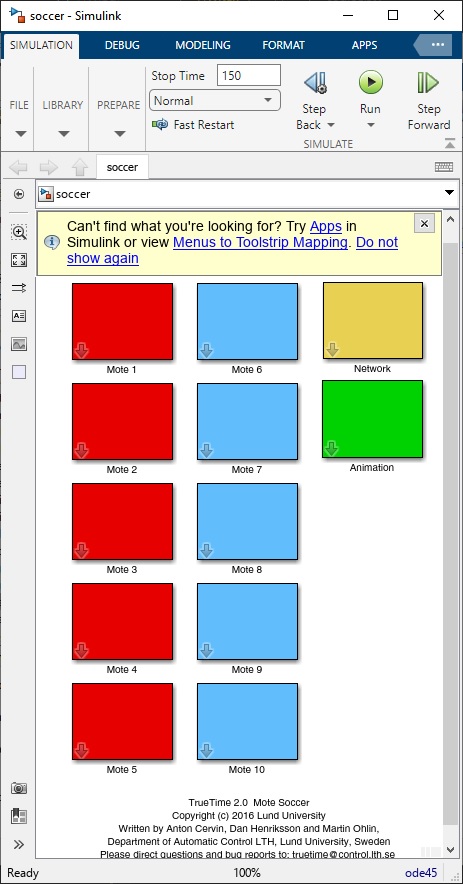 soccer - Simulink
SIMULATION DEBUG MODELING FORMAT APPS
FILE LIBRARY PREPARE
Stop Time 150
Normal
Fast Restart
Step Back
Run
Step Forward
SIMULATE
soccer
soccer
Can't find what you're looking for? Try Apps in
Simulink or view Menus to Toolstrip Mapping. Do not
show again
Mote 1 Mote 6 Network
Mote 2 Mote 7 Animation
Mote 3 Mote 8
Mote 4 Mote 9
Mote 5 Mote 10
TrueTime 2.0 Mote Soccer
Copyright (c) 2016 Lund University
Written by Anton Cervin, Dan Henriksson and Martin Ohlin,
Department of Automatic Control LTH, Lund University, Sweden
Please direct questions and bug reports to: truetime@control.lth.se
Ready 100% ode45